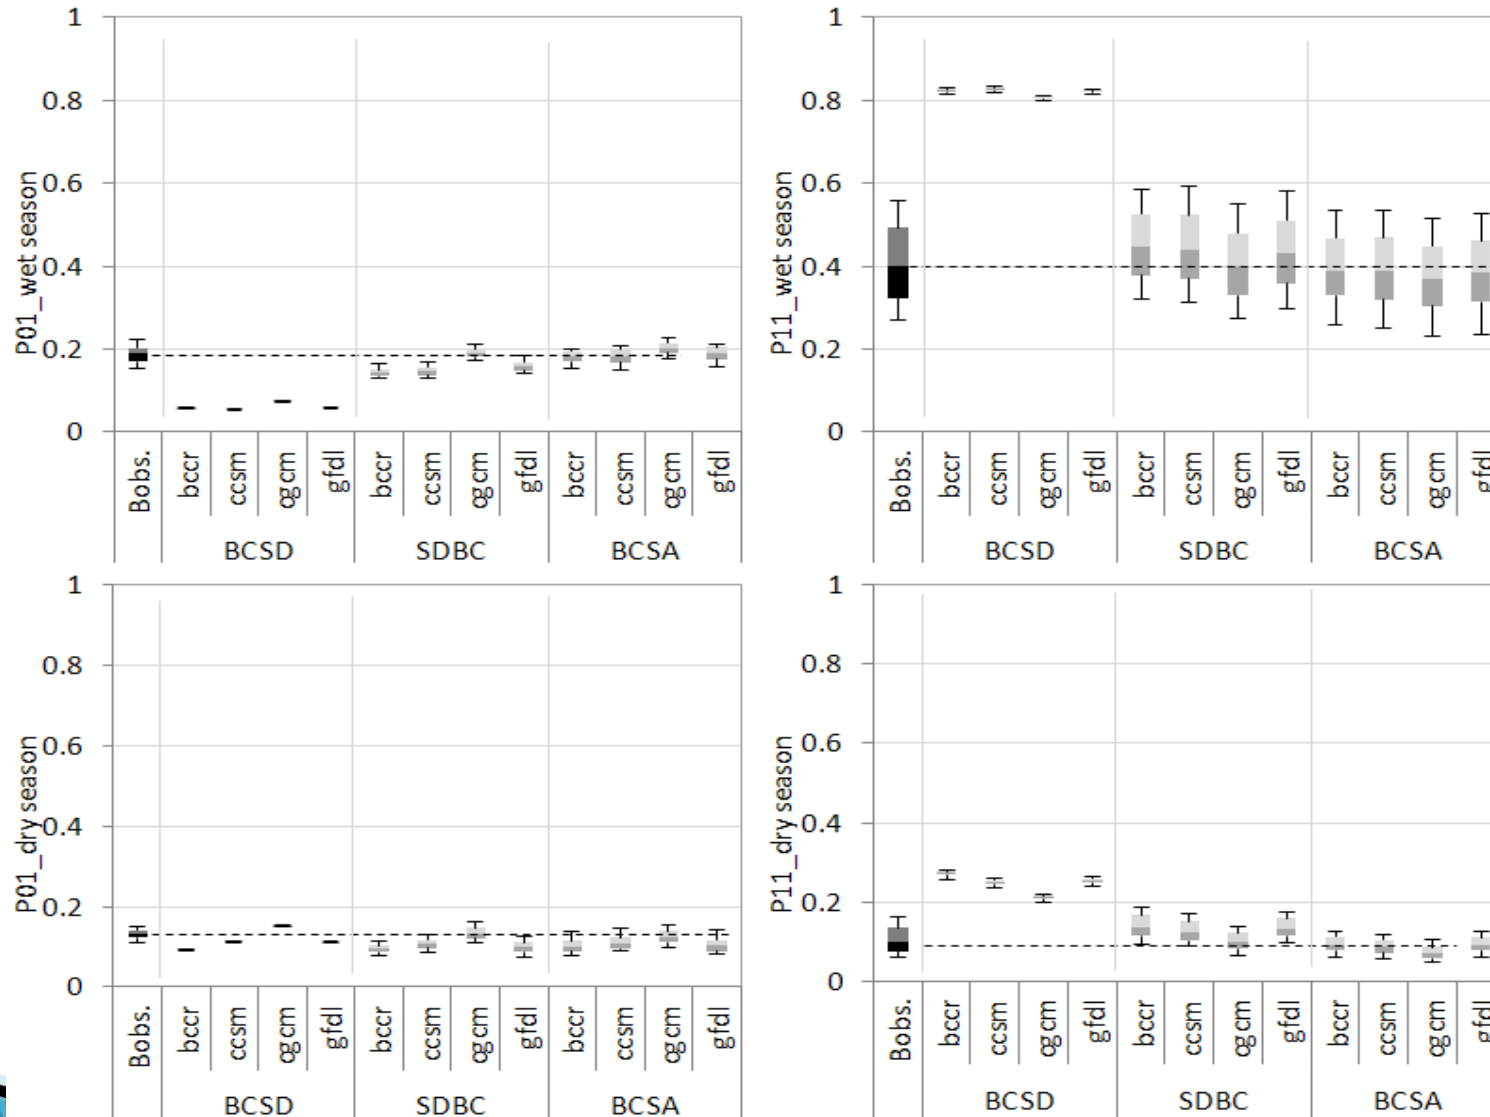 1
0.8
0.6
0.4
0.2
0
P01_wet season
Bobs. bccr ccsm cgcm gfdl bccr ccsm cgcm gfdl bccr ccsm cgcm gfdl
BCSD SDBC BCSA
1
0.8
0.6
0.4
0.2
0
P11_wet season
Bobs. bccr ccsm cgcm gfdl bccr ccsm cgcm gfdl bccr ccsm cgcm gfdl
BCSD SDBC BCSA
1
0.8
0.6
0.4
0.2
0
P01_dry season
Bobs. bccr ccsm cgcm gfdl bccr ccsm cgcm gfdl bccr ccsm cgcm gfdl
BCSD SDBC BCSA
1
0.8
0.6
0.4
0.2
0
P11_dry season
Bobs. bccr ccsm cgcm gfdl bccr ccsm cgcm gfdl bccr ccsm cgcm gfdl
BCSD SDBC BCSA